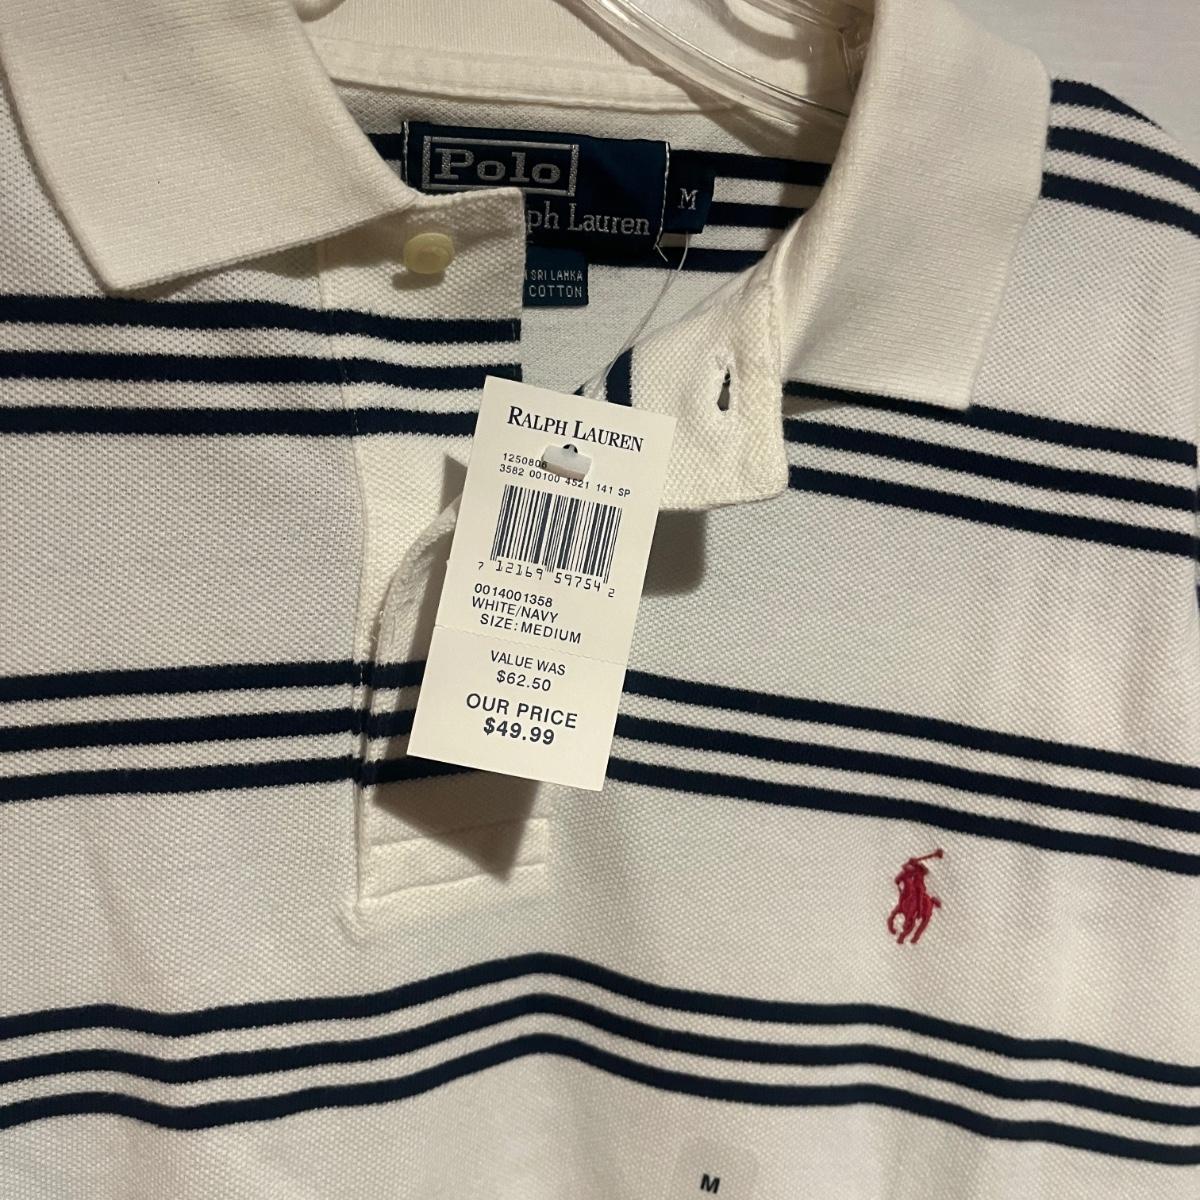 Polo
ph Lauren
M
SRI LANKA
COTTON
RALPH LAUREN
1250806
3582 00100 4521 141 SP
7 12169 59754 2
0014001358
WHITE/NAVY
SIZE: MEDIUM
VALUE WAS
$62.50
OUR PRICE
$49.99
M